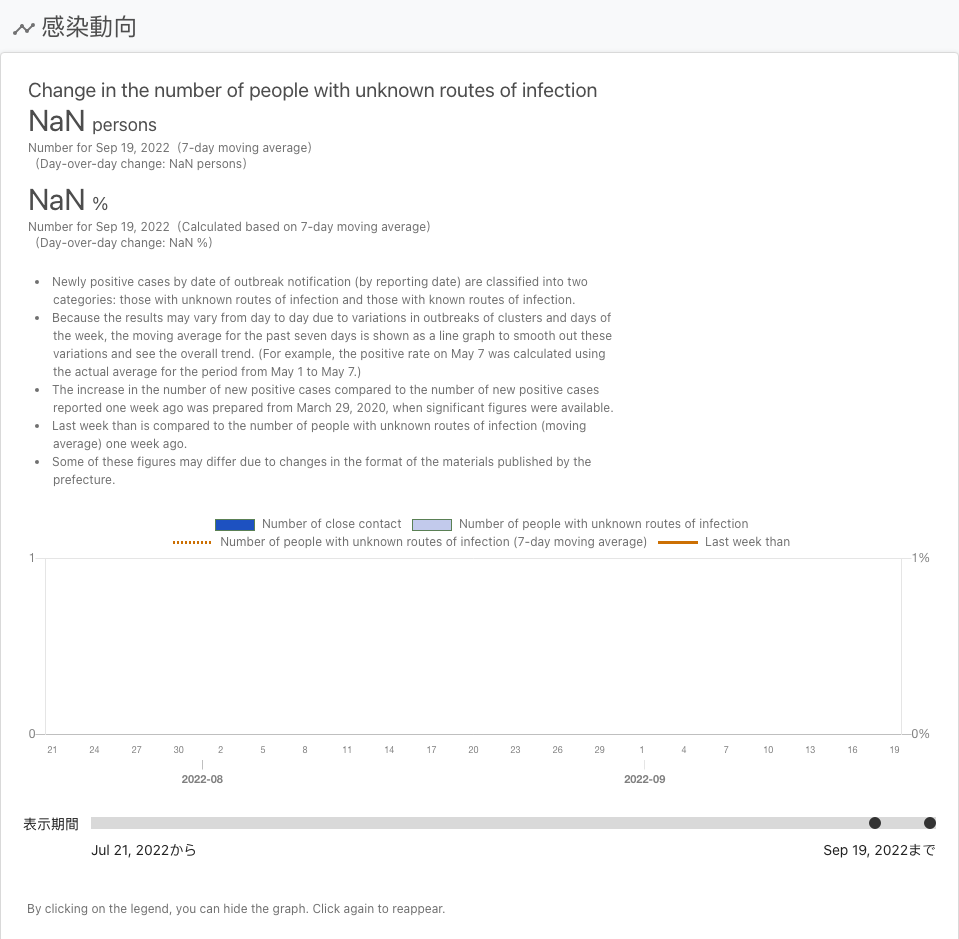 感染動向
Change in the number of people with unknown routes of infection
NaN persons
Number for Sep 19, 2022（7-day moving average）
（Day-over-day change: NaN persons）
NaN %
Number for Sep 19, 2022（Calculated based on 7-day moving average）
（Day-over-day change: NaN %）
• Newly positive cases by date of outbreak notification (by reporting date) are classified into two
categories: those with unknown routes of infection and those with known routes of infection.
• Because the results may vary from day to day due to variations in outbreaks of clusters and days of
the week, the moving average for the past seven days is shown as a line graph to smooth out these
variations and see the overall trend. (For example, the positive rate on May 7 was calculated using
the actual average for the period from May 1 to May 7.)
• The increase in the number of new positive cases compared to the number of new positive cases
reported one week ago was prepared from March 29, 2020, when significant figures were available.
• Last week than is compared to the number of people with unknown routes of infection (moving
average) one week ago.
• Some of these figures may differ due to changes in the format of the materials published by the
prefecture.
Number of close contact Number of people with unknown routes of infection
Number of people with unknown routes of infection (7-day moving average) Last week than
1 1%
0 0%
21 24 27 30 2 5 8 11 14 17 20 23 26 29 1 4 7 10 13 16 19
2022-08 2022-09
表示期間
Jul 21, 2022から Sep 19, 2022まで
By clicking on the legend, you can hide the graph. Click again to reappear.